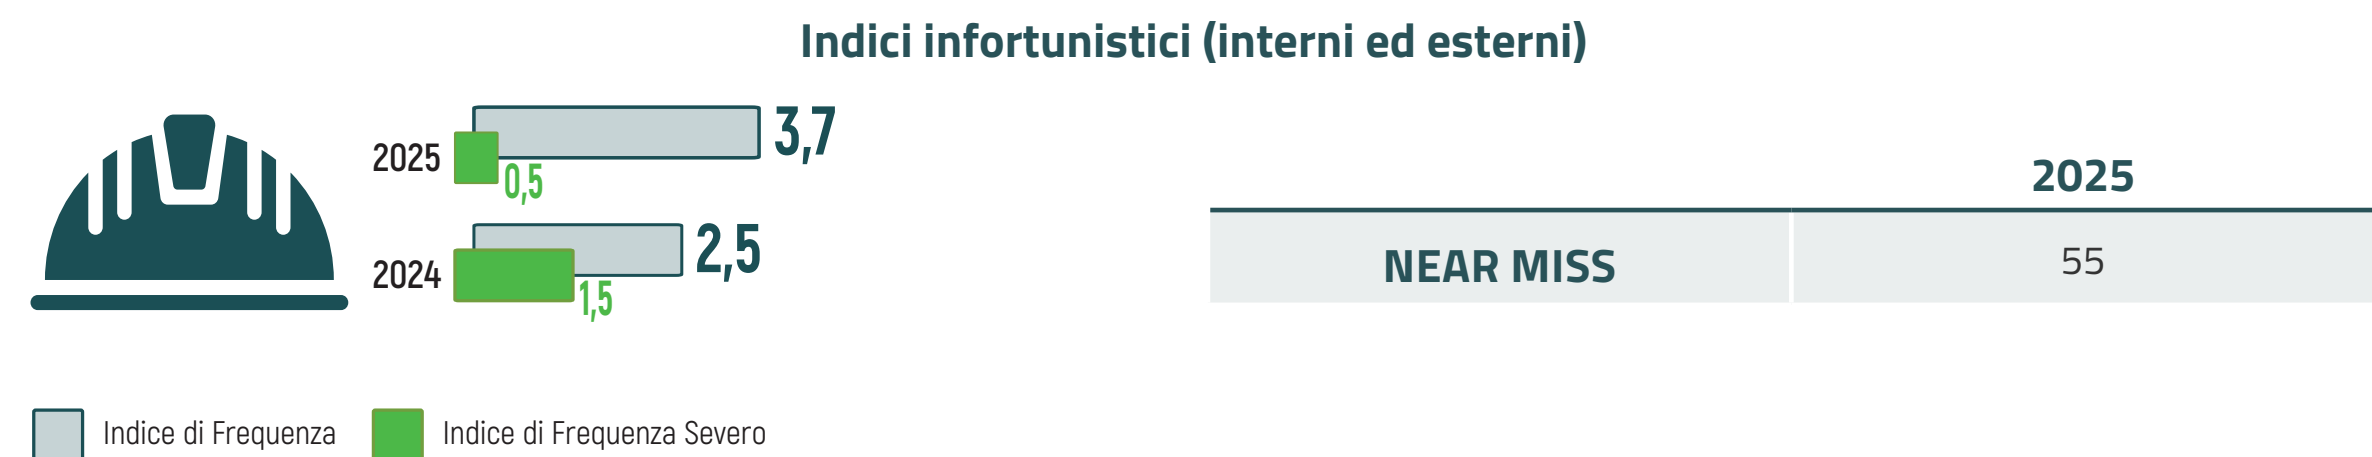 Indici infortunistici (interni ed esterni)
2025
3,7
0,5
2024
2,5
1,5
2025
NEAR MISS
55
Indice di Frequenza
Indice di Frequenza Severo